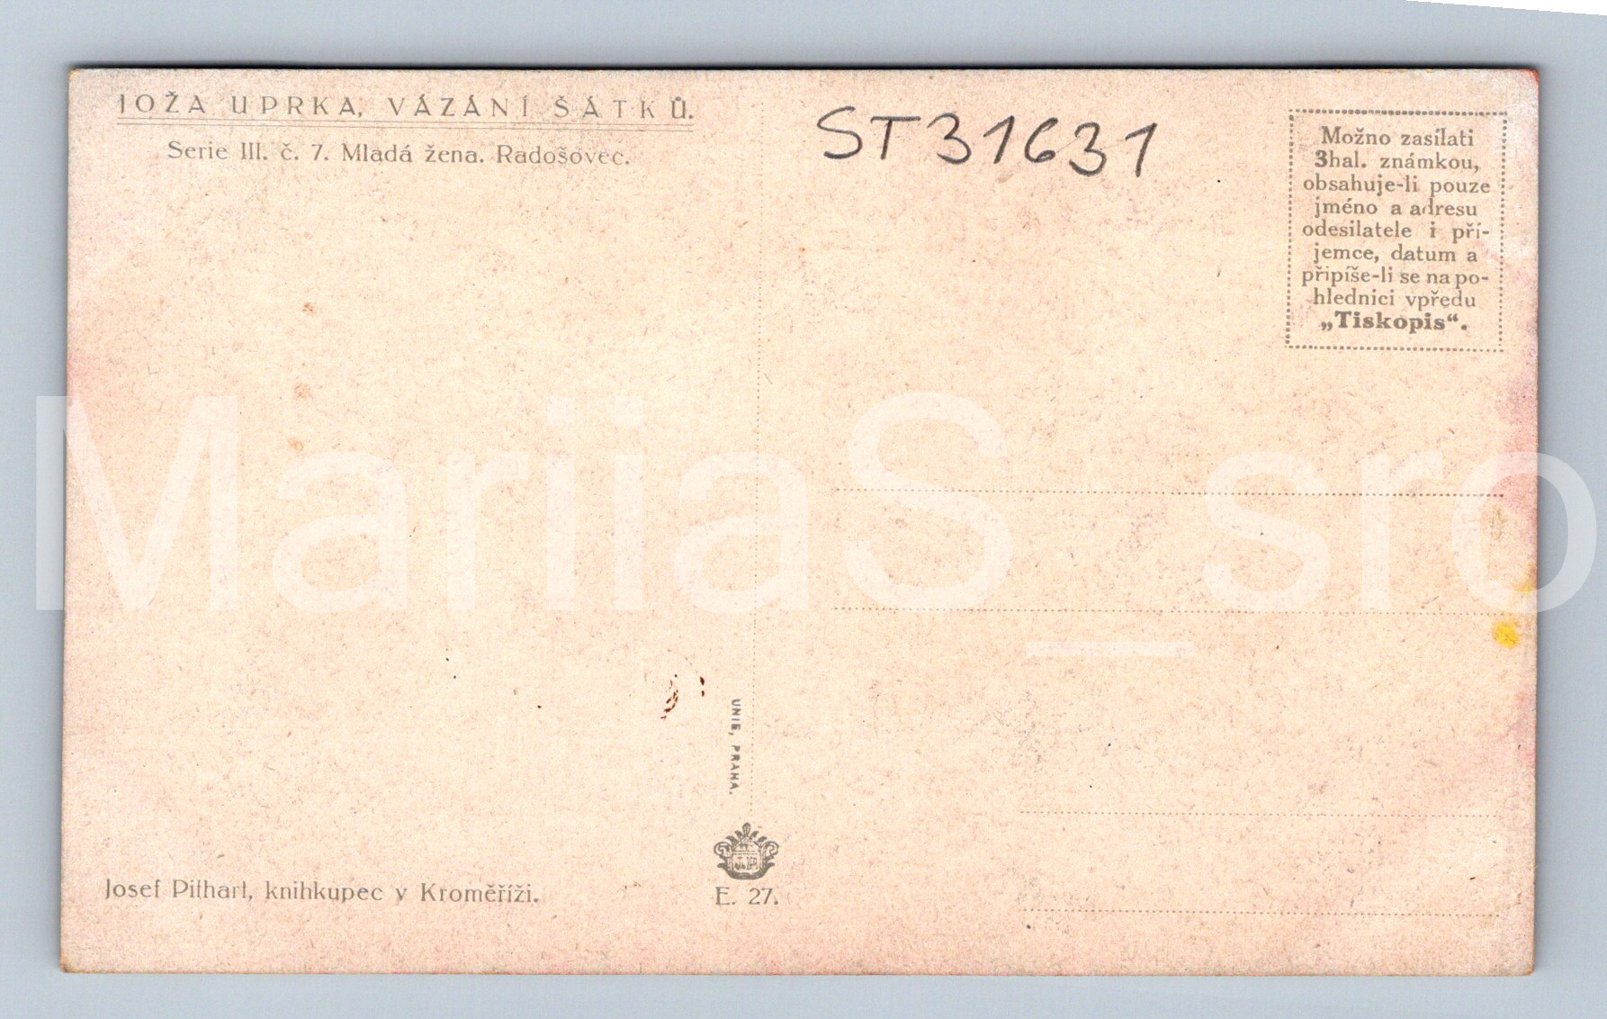 JOŽA UPRKA, VÁZÁNÍ ŠÁTKŮ.
Serie III. č. 7. Mladá žena. Radošovec.
ST31631
Možno zasílati
3hal. známkou,
obsahuje-li pouze
jméno a adresu
odesilatele i pří-
jemce, datum a
připíše-li se na po-
hlednici vpředu
„Tiskopis“.
MariiaS_sro
UNIE, PRAHA.
J.P.
Josef Pithart, knihkupec v Kroměříži.
E. 27.